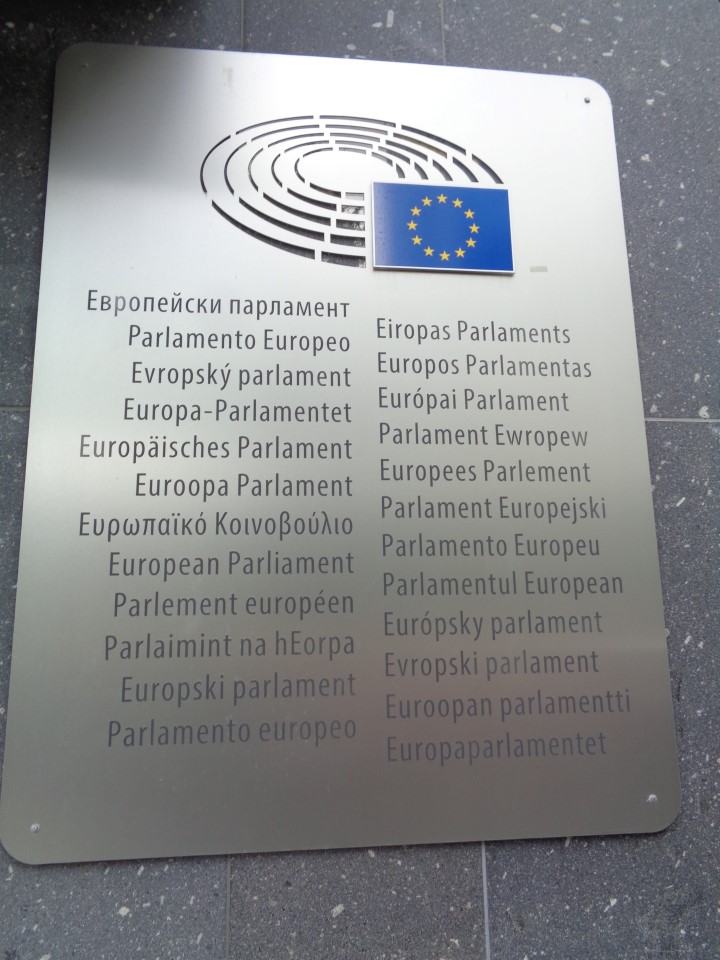 Европейски парламент
Parlamento Europeo
Evropský parlament
Europa-Parlamentet
Europäisches Parlament
Euroopa Parlament
Ευρωπαϊκό Κοινοβούλιο
European Parliament
Parlement européen
Parlaimint na hEorpa
Europski parlament
Parlamento europeo
Eiropas Parlaments
Europos Parlamentas
Európai Parlament
Parlament Ewropew
Europees Parlement
Parlament Europejski
Parlamento Europeu
Parlamentul European
Európsky parlament
Evropski parlament
Euroopan parlamentti
Europaparlamentet